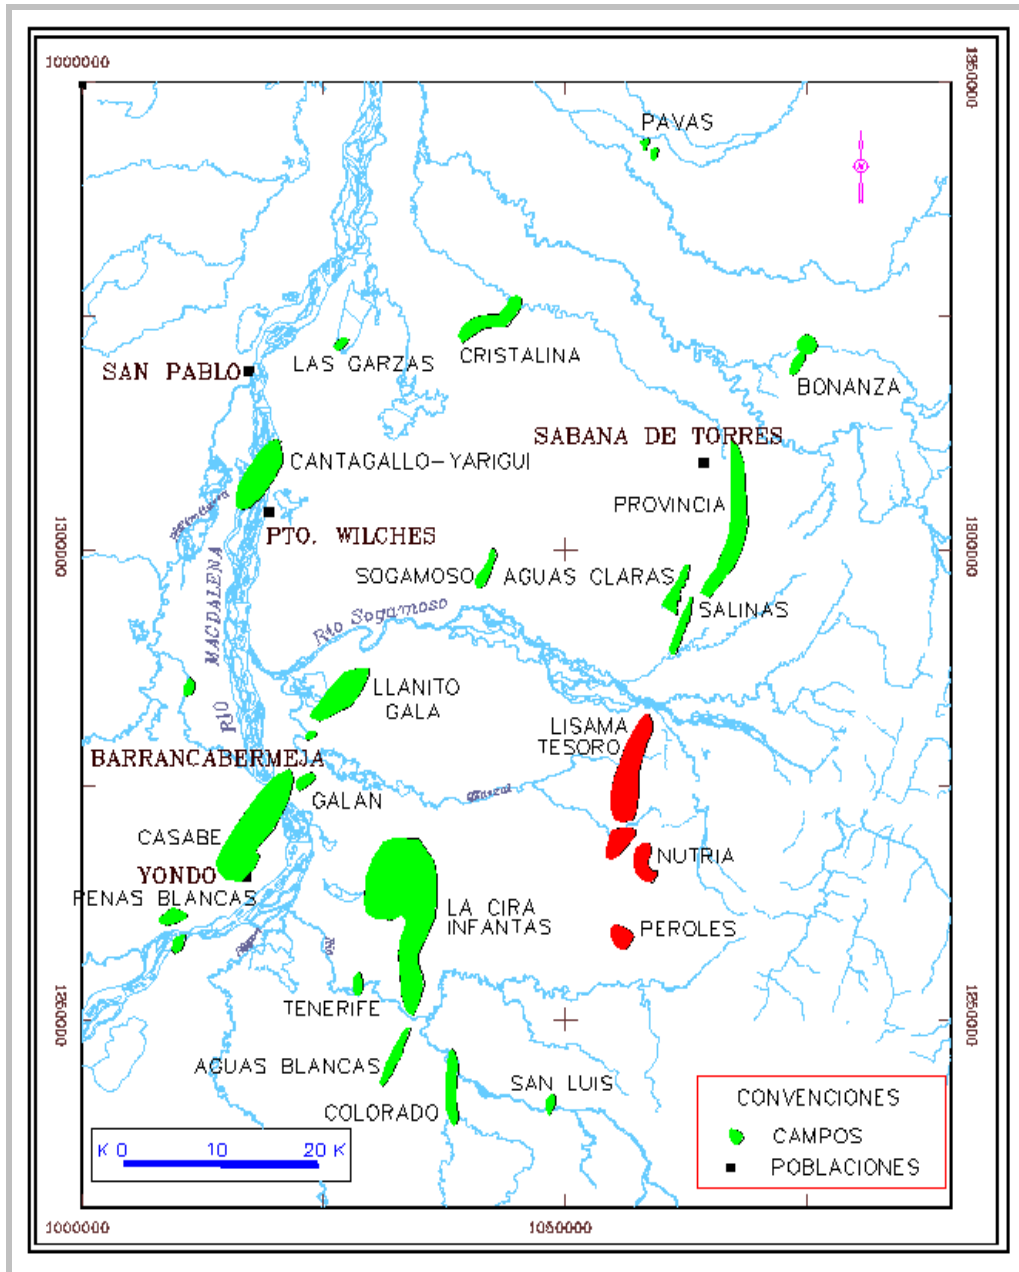 1000000
1350000
PAVAS
LAS GARZAS
CRISTALINA
SAN PABLO
BONANZA
SABANA DE TORRES
CANTAGALLO-YARIGUI
PROVINCIA
PTO. WILCHES
1300000
1300000
SOGAMOSO
AGUAS CLARAS
SALINAS
Rio Sogamoso
RIO MAGDALENA
LLANITO
GALA
LISAMA
TESORO
BARRANCABERMEJA
GALAN
CASABE
YONDO
NUTRIA
PENAS BLANCAS
LA CIRA
INFANTAS
PEROLES
Rio
TENERIFE
1250000
1250000
AGUAS BLANCAS
SAN LUIS
COLORADO
CONVENCIONES
CAMPOS
POBLACIONES
K 0 10 20 K
1000000
1050000